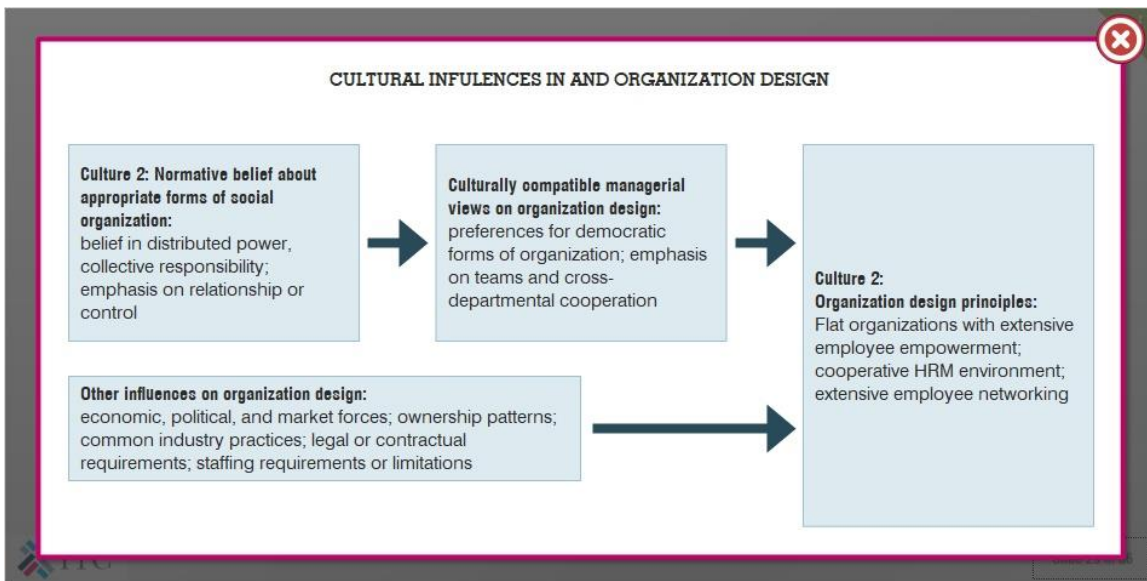 CULTURAL INFULENCES IN AND ORGANIZATION DESIGN
Culture 2: Normative belief about
appropriate forms of social
organization:
belief in distributed power,
collective responsibility;
emphasis on relationship or
control
Culturally compatible managerial
views on organization design:
preferences for democratic
forms of organization; emphasis
on teams and cross-
departmental cooperation
Culture 2:
Organization design principles:
Flat organizations with extensive
employee empowerment;
cooperative HRM environment;
extensive employee networking
Other influences on organization design:
economic, political, and market forces; ownership patterns;
common industry practices; legal or contractual
requirements; staffing requirements or limitations